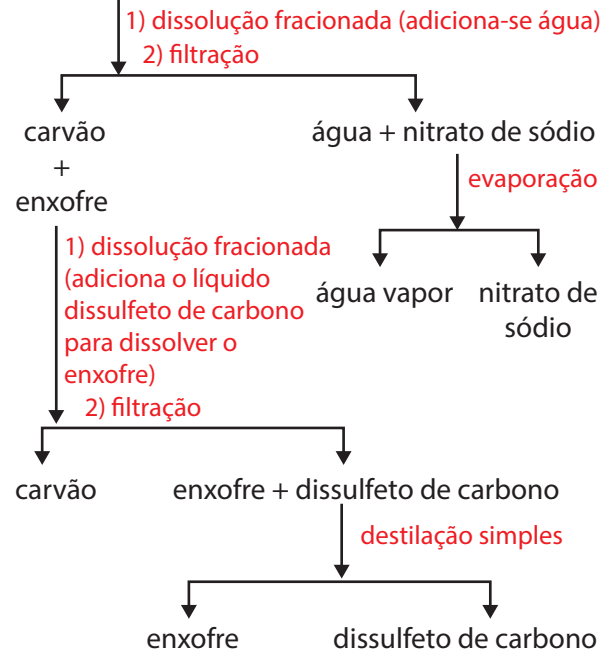 1) dissolução fracionada (adiciona-se água)
2) filtração
carvão
+
enxofre
água + nitrato de sódio
evaporação
água vapor
nitrato de
sódio
1) dissolução fracionada
(adiciona o líquido
dissulfeto de carbono
para dissolver o
enxofre)
2) filtração
carvão
enxofre + dissulfeto de carbono
destilação simples
enxofre
dissulfeto de carbono